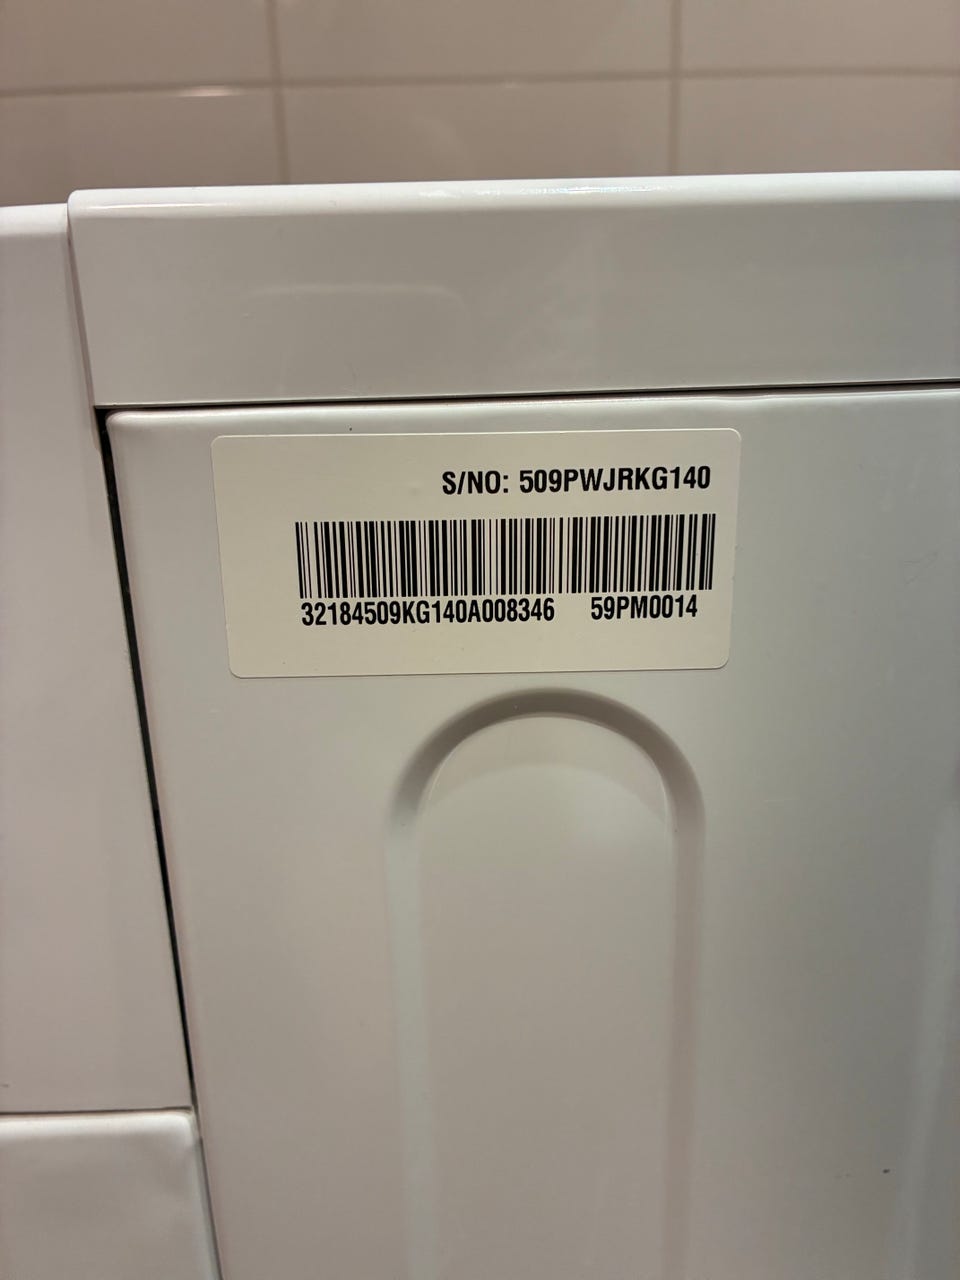 S/NO: 509PWJRKG140
32184509KG140A008346 59PM0014